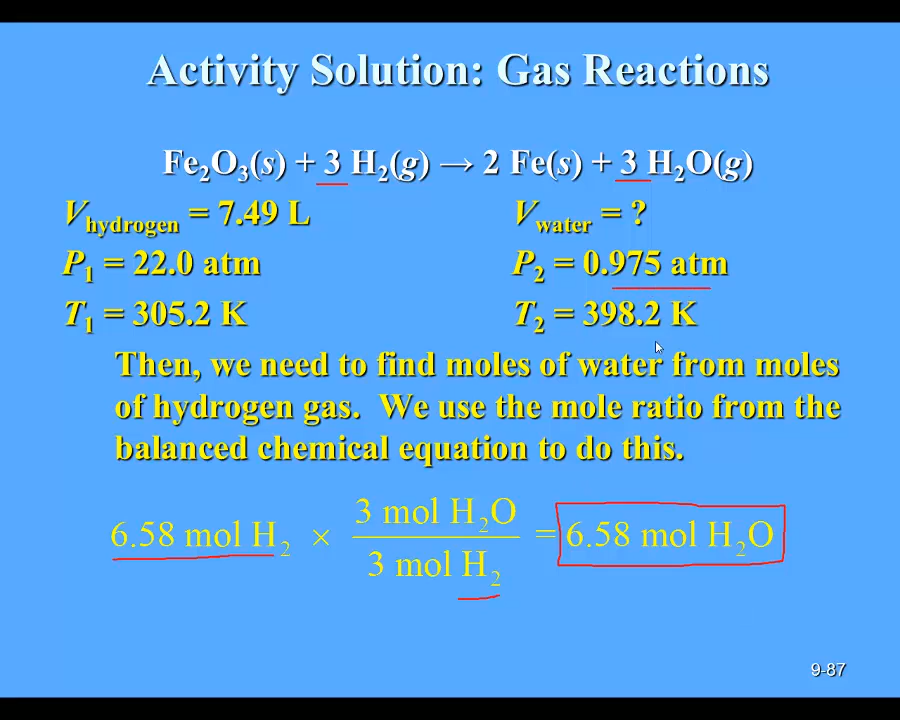 Activity Solution: Gas Reactions
Fe₂O₃(s) + 3 H₂(g) → 2 Fe(s) + 3 H₂O(g)
V_hydrogen = 7.49 L V_water = ?
P₁ = 22.0 atm P₂ = 0.975 atm
T₁ = 305.2 K T₂ = 398.2 K
Then, we need to find moles of water from moles
of hydrogen gas. We use the mole ratio from the
balanced chemical equation to do this.
6.58 mol H₂ × 3 mol H₂O / 3 mol H₂ = 6.58 mol H₂O
9-87